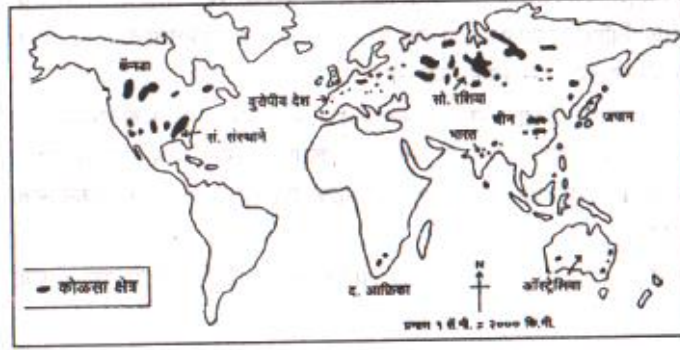 कॅनडा
युरोपीय देश
सो. रशिया
सं. संस्थाने
चीन
जपान
भारत
कोळसा क्षेत्र
द. आफ्रिका
N
ऑस्ट्रेलिया
प्रमाण १ सें.मी. = २००० कि.मी.